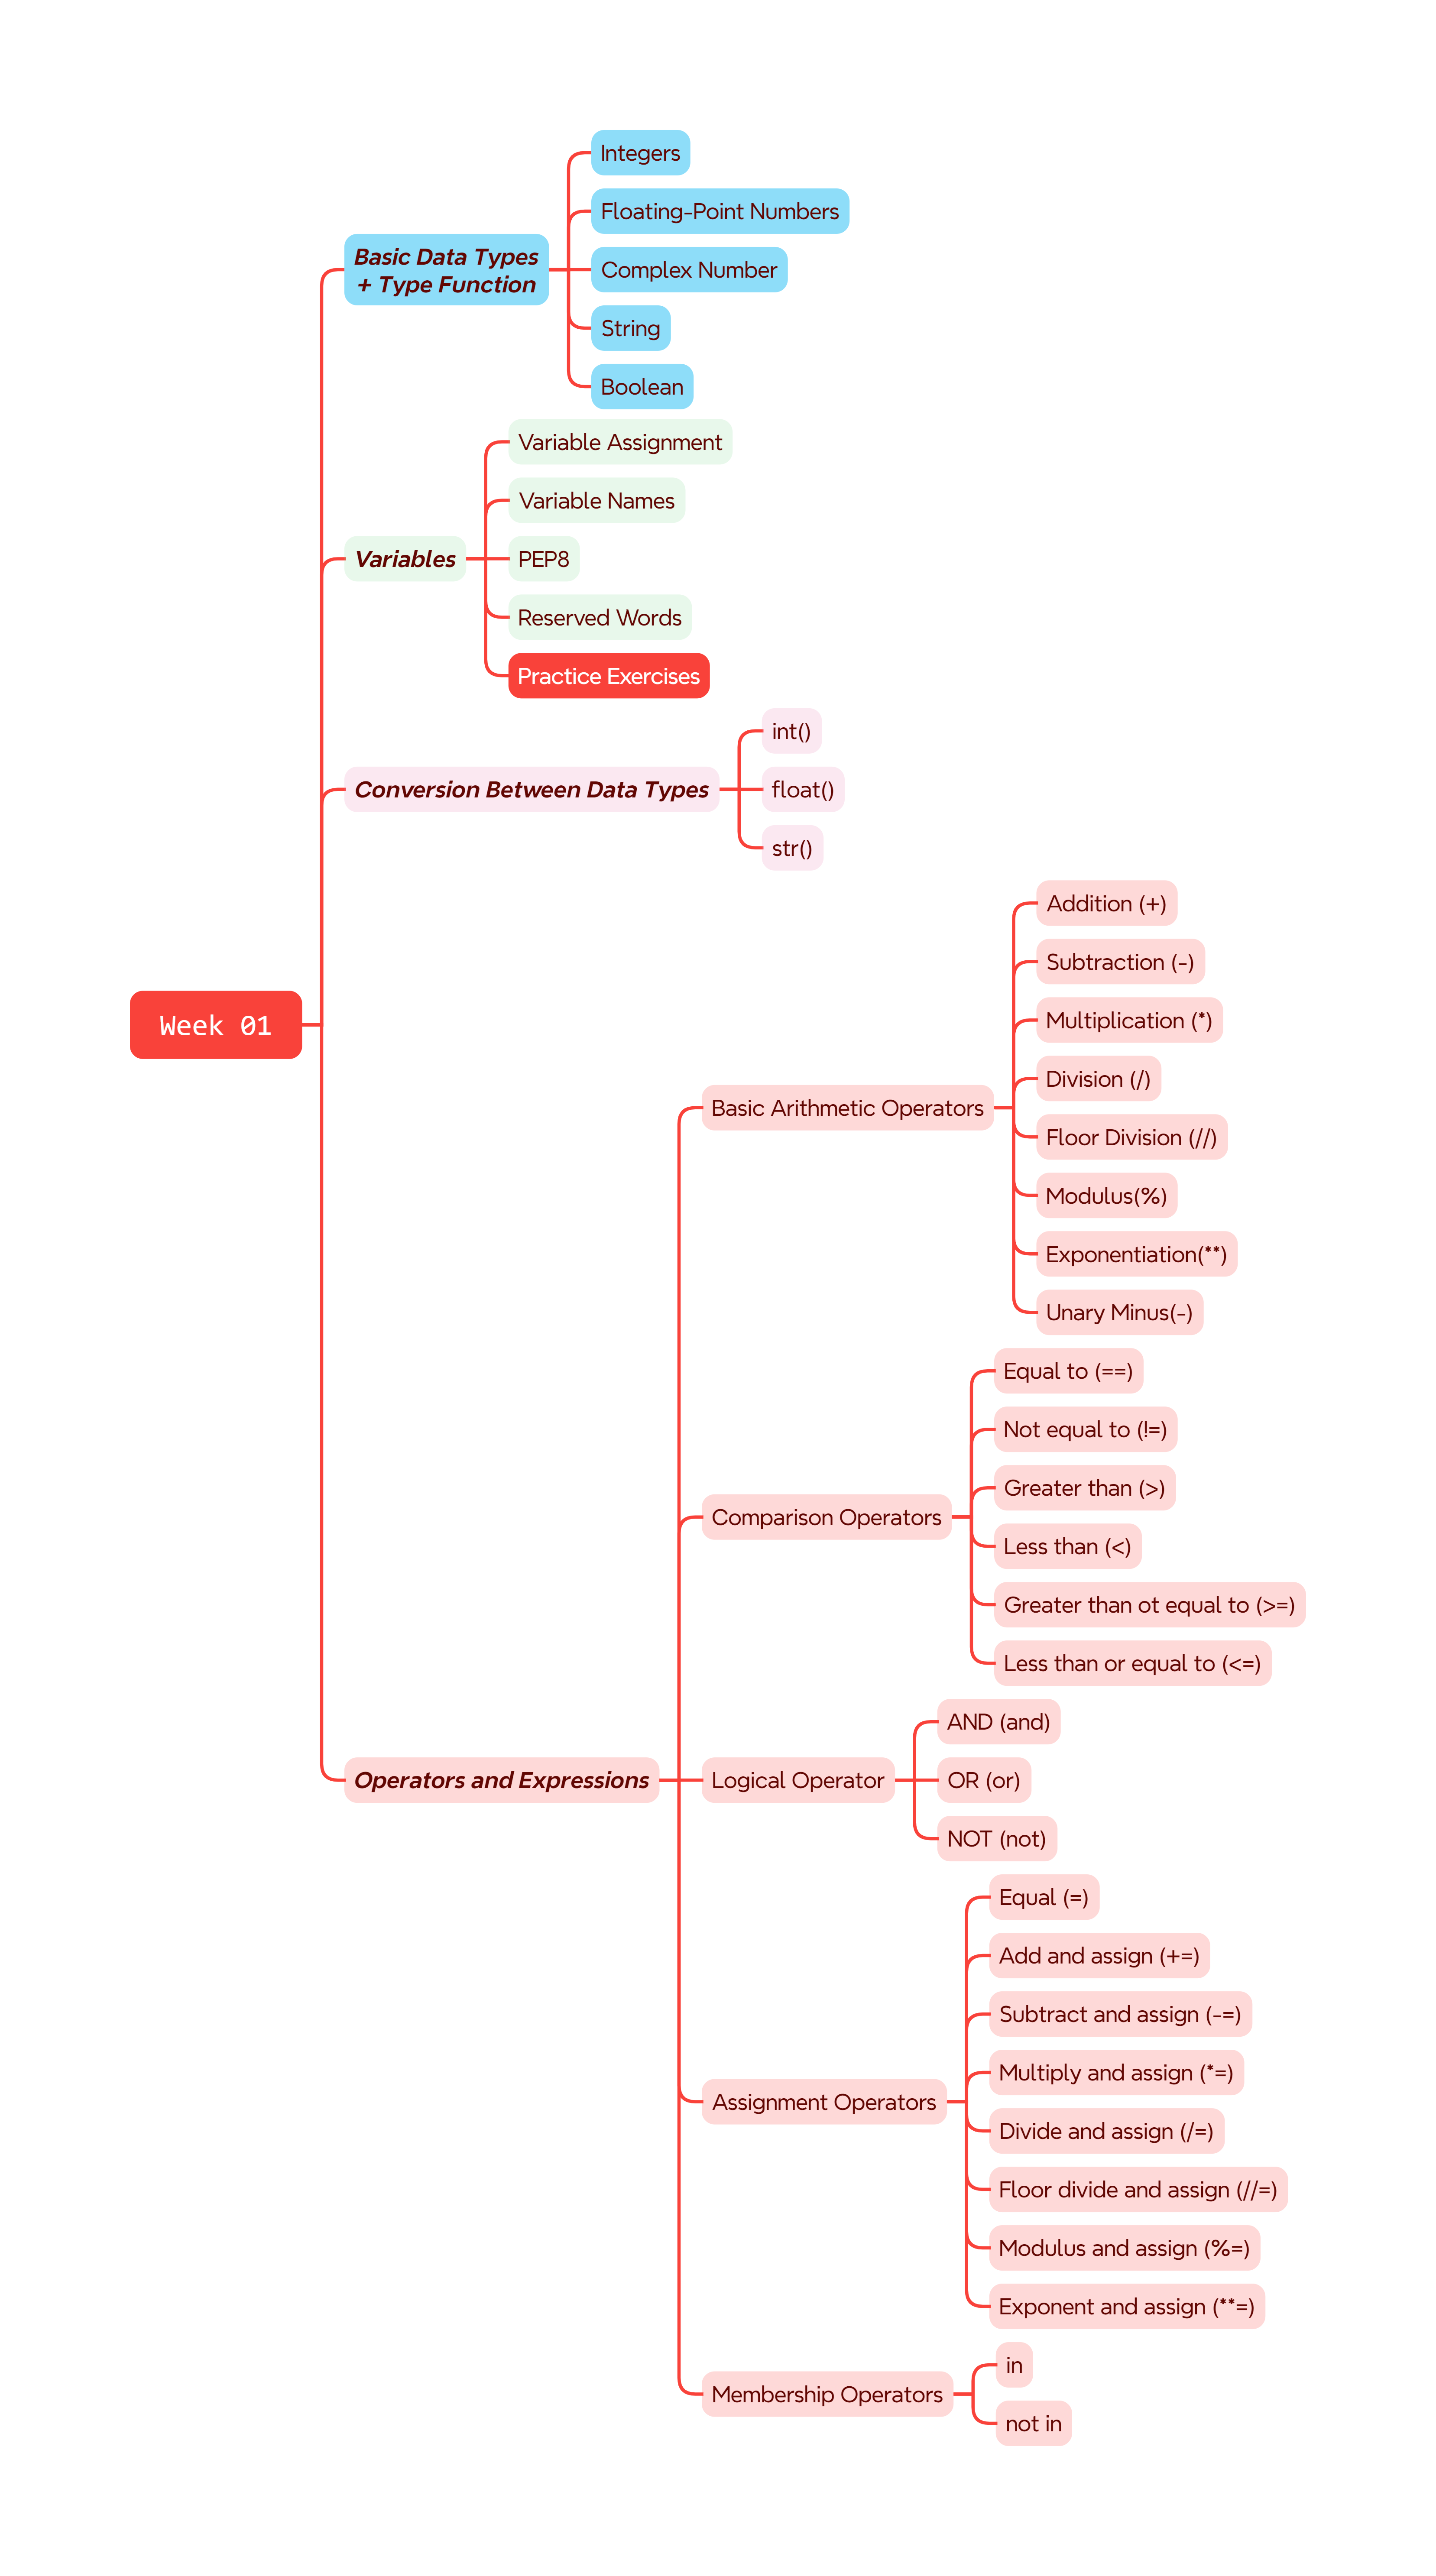 Integers
Floating-Point Numbers
Basic Data Types
+ Type Function
Complex Number
String
Boolean
Variable Assignment
Variable Names
Variables
PEP8
Reserved Words
Practice Exercises
int()
Conversion Between Data Types
float()
str()
Week 01
Addition (+)
Subtraction (-)
Multiplication (*)
Division (/)
Basic Arithmetic Operators
Floor Division (//)
Modulus(%)
Exponentiation(**)
Unary Minus(-)
Equal to (==)
Not equal to (!=)
Greater than (>)
Comparison Operators
Less than (<)
Greater than ot equal to (>=)
Less than or equal to (<=)
Operators and Expressions
AND (and)
Logical Operator
OR (or)
NOT (not)
Equal (=)
Add and assign (+=)
Subtract and assign (-=)
Multiply and assign (*=)
Assignment Operators
Divide and assign (/=)
Floor divide and assign (//=)
Modulus and assign (%=)
Exponent and assign (**=)
Membership Operators
in
not in